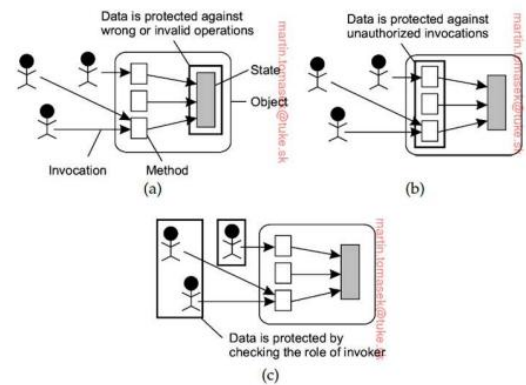 Data is protected against
wrong or invalid operations
State
Object
Invocation
Method
(a)
martin.tomasek@tuke.sk
Data is protected against
unauthorized invocations
(b)
martin.tomasek@tuke.sk
Data is protected by
checking the role of invoker
(c)
martin.tomasek@tuke.sk